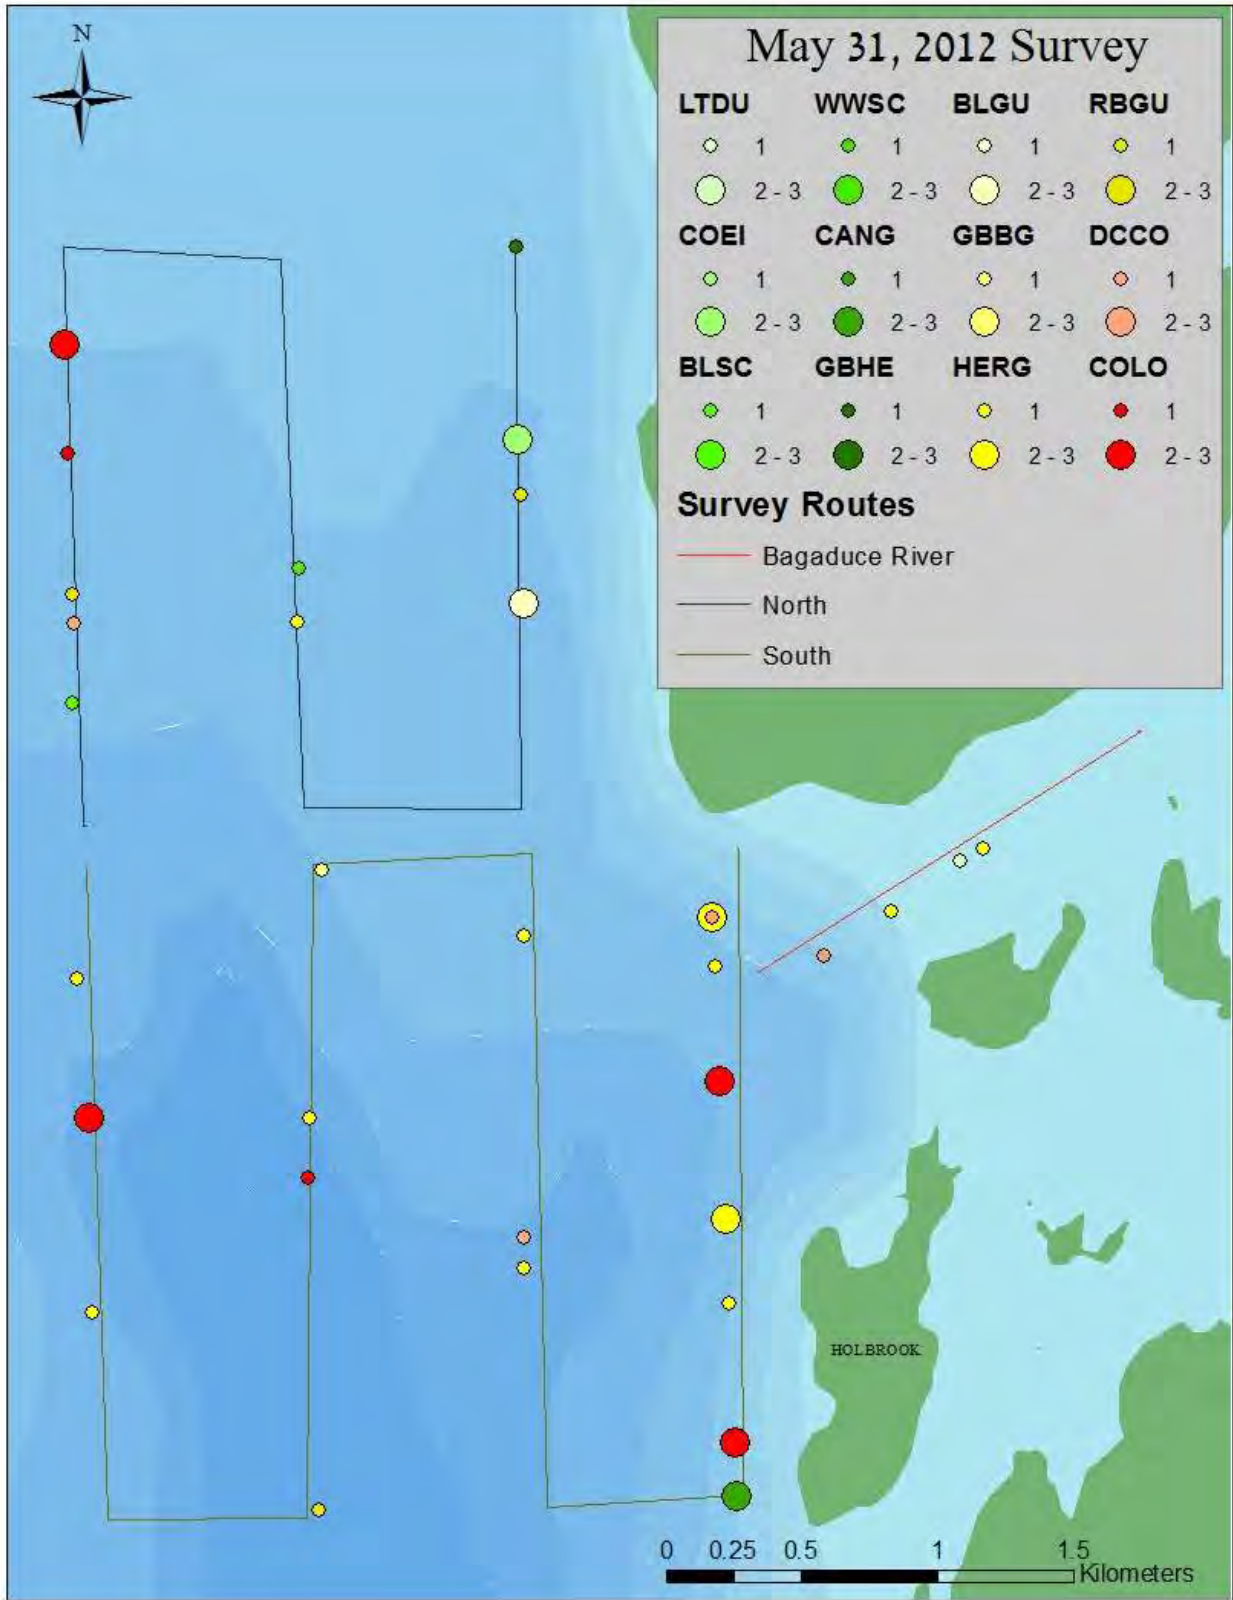 N
May 31, 2012 Survey
LTDU WWSC BLGU RBGU
1 1 1 1
2 - 3 2 - 3 2 - 3 2 - 3
COEI CANG GBBG DCCO
1 1 1 1
2 - 3 2 - 3 2 - 3 2 - 3
BLSC GBHE HERG COLO
1 1 1 1
2 - 3 2 - 3 2 - 3 2 - 3
Survey Routes
Bagaduce River
North
South
HOLBROOK
0 0.25 0.5 1 1.5
Kilometers